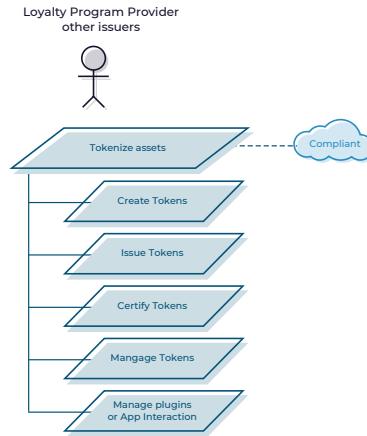 Loyalty Program Provider
other issuers
Tokenize assets
Compliant
Create Tokens
Issue Tokens
Certify Tokens
Mangage Tokens
Manage plugins
or App Interaction